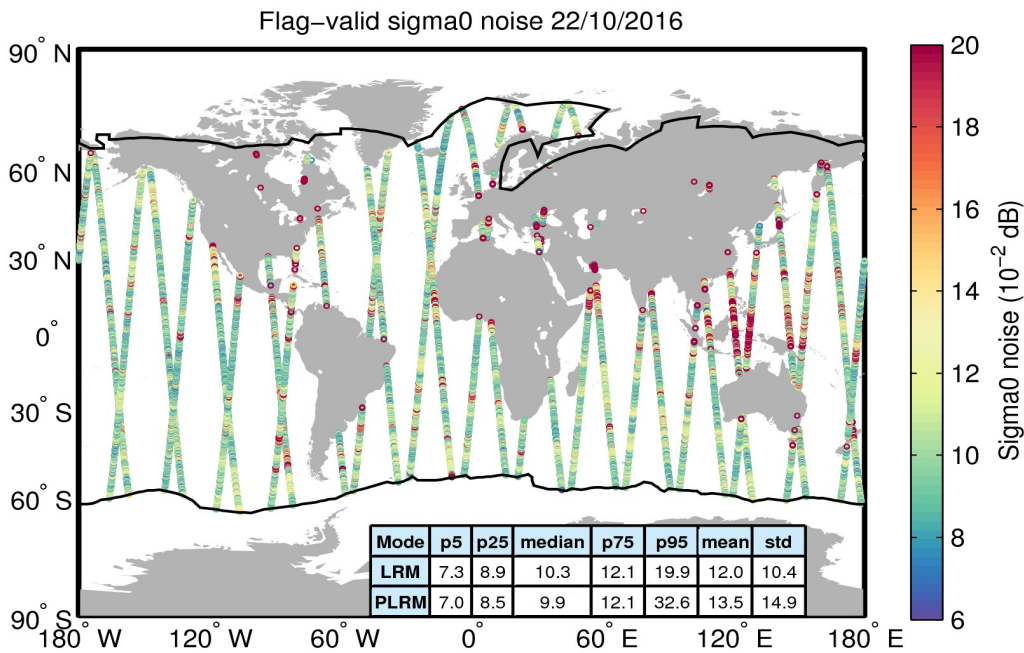 Flag−valid sigma0 noise 22/10/2016
90° N
60° N
30° N
0°
30° S
60° S
90° S
180° W 120° W 60° W 0° 60° E 120° E 180° E
Mode p5 p25 median p75 p95 mean std
LRM 7.3 8.9 10.3 12.1 19.9 12.0 10.4
PLRM 7.0 8.5 9.9 12.1 32.6 13.5 14.9
20
18
16
14
12
10
8
6
Sigma0 noise (10⁻² dB)